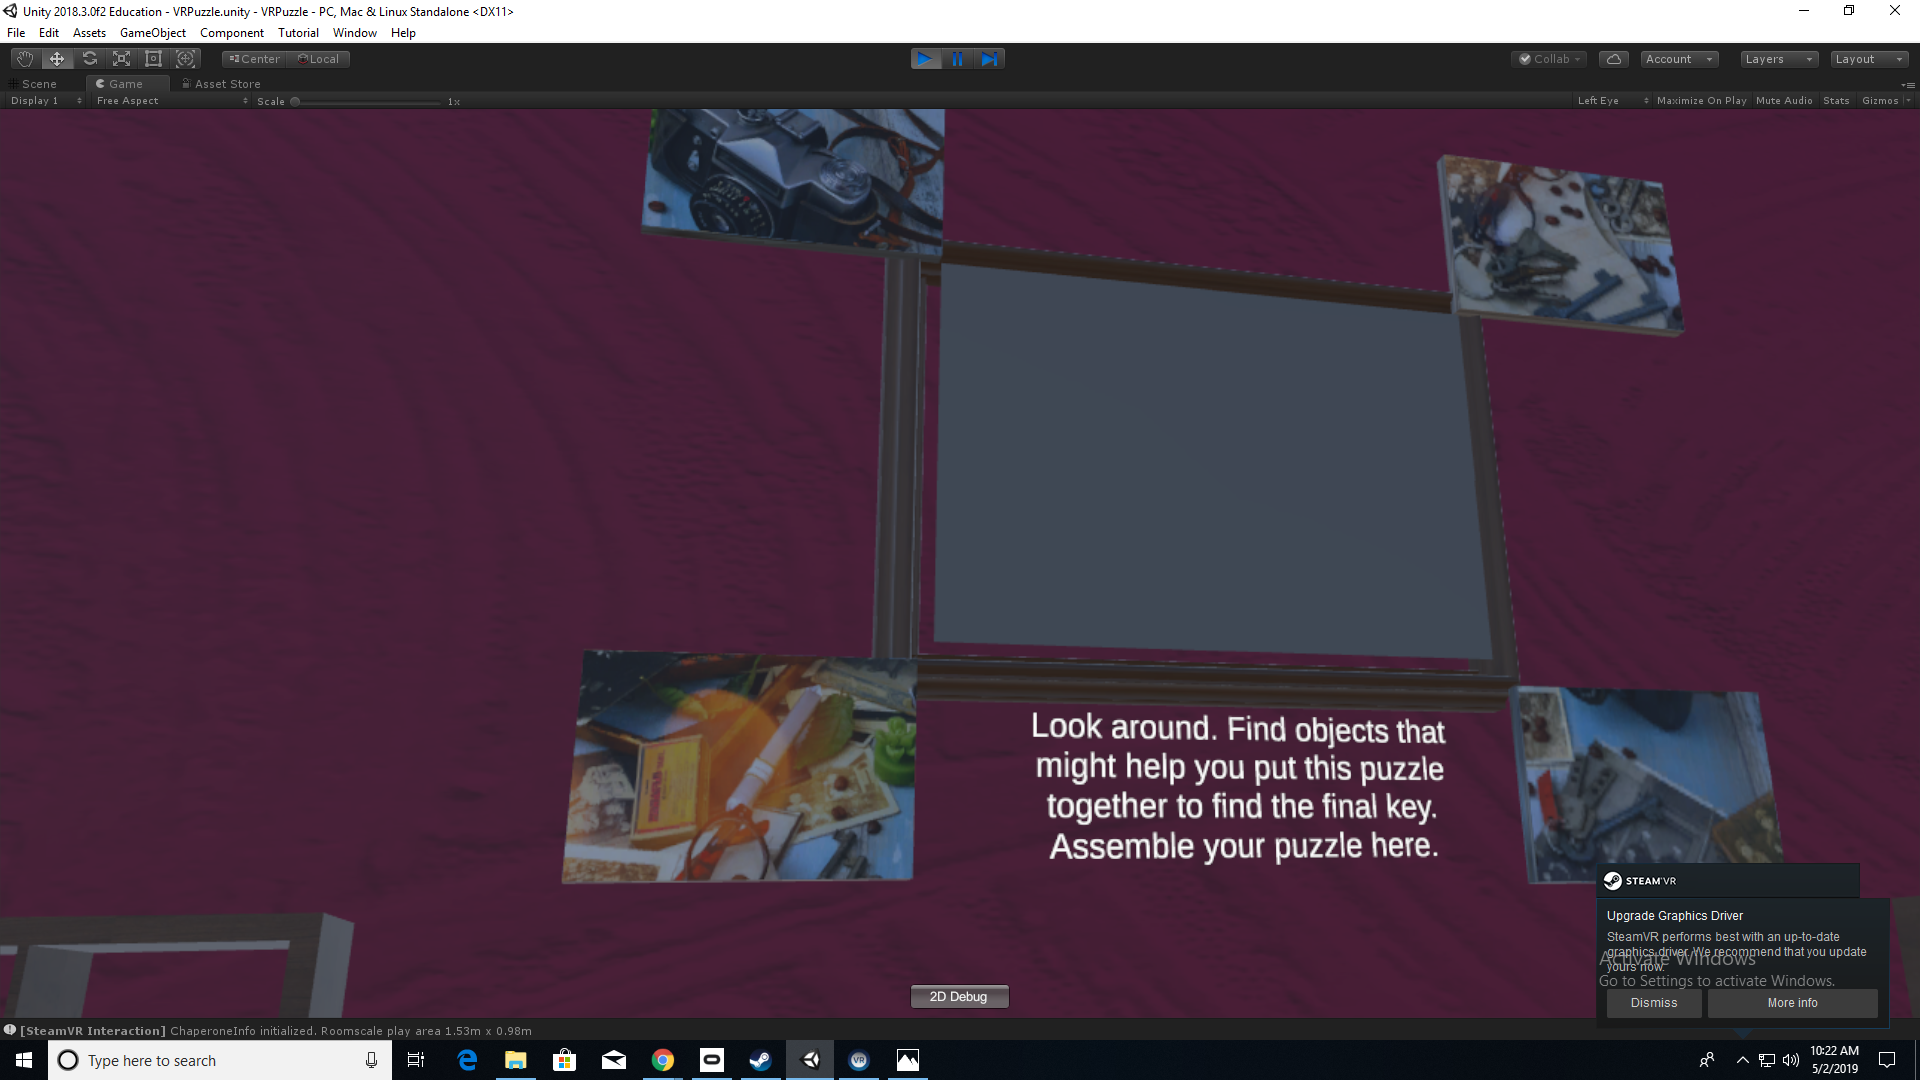 Unity 2018.3.0f2 Education - VRPuzzle.unity - VRPuzzle - PC, Mac & Linux Standalone <DX11>
File Edit Assets GameObject Component Tutorial Window Help
Center Local Collab Account Layers Layout
Scene Game Asset Store
Display 1 Free Aspect Scale 1x Left Eye Maximize On Play Mute Audio Stats Gizmos
Look around. Find objects that
might help you put this puzzle
together to find the final key.
Assemble your puzzle here.
STEAM VR
Upgrade Graphics Driver
SteamVR performs best with an up-to-date
graphics driver. We recommend that you update
yours now.
Activate Windows
Go to Settings to activate Windows.
Dismiss More info
2D Debug
[SteamVR Interaction] ChaperoneInfo initialized. Roomscale play area 1.53m x 0.98m
Type here to search
VR
10:22 AM
5/2/2019